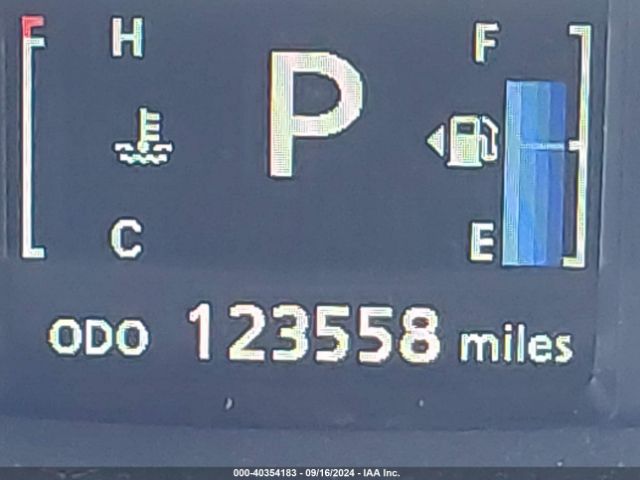 H P F
C E
ODO 123558 miles
000-40354183 - 09/16/2024 - IAA Inc.